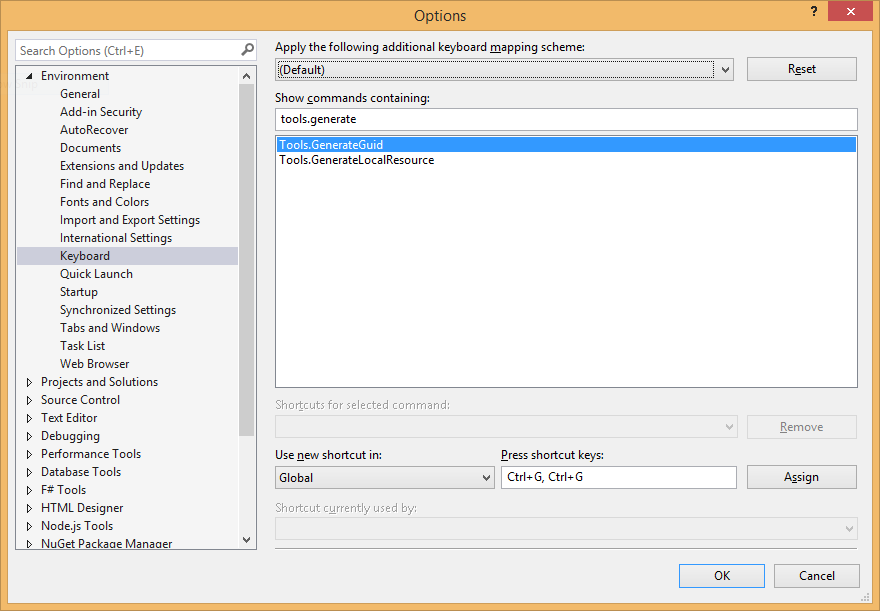 Options
?
Search Options (Ctrl+E)
Environment
General
Add-in Security
AutoRecover
Documents
Extensions and Updates
Find and Replace
Fonts and Colors
Import and Export Settings
International Settings
Keyboard
Quick Launch
Startup
Synchronized Settings
Tabs and Windows
Task List
Web Browser
Projects and Solutions
Source Control
Text Editor
Debugging
Performance Tools
Database Tools
F# Tools
HTML Designer
Node.js Tools
NuGet Package Manager
Apply the following additional keyboard mapping scheme:
(Default)
Reset
Show commands containing:
tools.generate
Tools.GenerateGuid
Tools.GenerateLocalResource
Shortcuts for selected command:
Remove
Use new shortcut in:
Press shortcut keys:
Global
Ctrl+G, Ctrl+G
Assign
Shortcut currently used by:
OK
Cancel